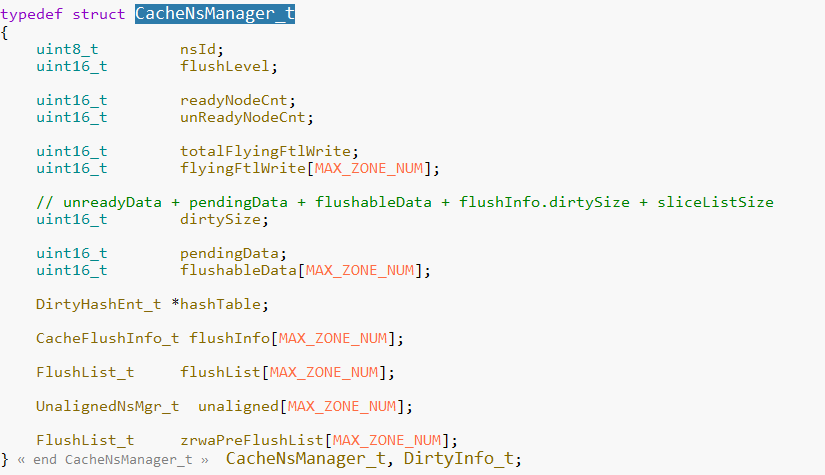 typedef struct CacheNsManager_t
{
uint8_t nsId;
uint16_t flushLevel;
uint16_t readyNodeCnt;
uint16_t unReadyNodeCnt;
uint16_t totalFlyingFtlWrite;
uint16_t flyingFtlWrite[MAX_ZONE_NUM];
// unreadyData + pendingData + flushableData + flushInfo.dirtySize + sliceListSize
uint16_t dirtySize;
uint16_t pendingData;
uint16_t flushableData[MAX_ZONE_NUM];
DirtyHashEnt_t *hashTable;
CacheFlushInfo_t flushInfo[MAX_ZONE_NUM];
FlushList_t flushList[MAX_ZONE_NUM];
UnalignedNsMgr_t unaligned[MAX_ZONE_NUM];
FlushList_t zrwaPreFlushList[MAX_ZONE_NUM];
} « end CacheNsManager_t » CacheNsManager_t, DirtyInfo_t;